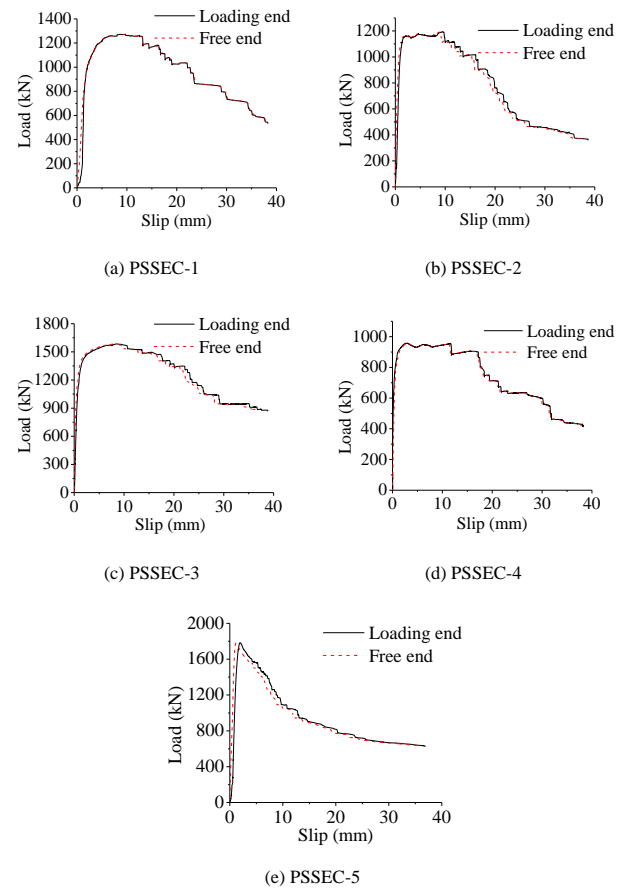 Loading end
Free end
1400
1200
1000
800
600
400
200
0
0 10 20 30 40
Load (kN)
Slip (mm)
(a) PSSEC-1
Loading end
Free end
1200
1000
800
600
400
200
0
0 10 20 30 40
Load (kN)
Slip (mm)
(b) PSSEC-2
Loading end
Free end
1800
1500
1200
900
600
300
0
0 10 20 30 40
Load (kN)
Slip (mm)
(c) PSSEC-3
Loading end
Free end
1000
800
600
400
200
0
0 10 20 30 40
Load (kN)
Slip (mm)
(d) PSSEC-4
Loading end
Free end
2000
1600
1200
800
400
0
0 10 20 30 40
Load (kN)
Slip (mm)
(e) PSSEC-5